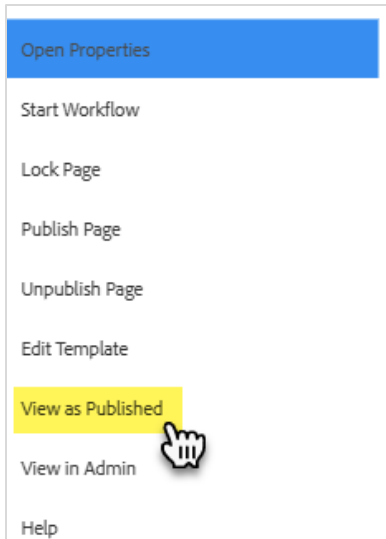 Open Properties
Start Workflow
Lock Page
Publish Page
Unpublish Page
Edit Template
View as Published
View in Admin
Help